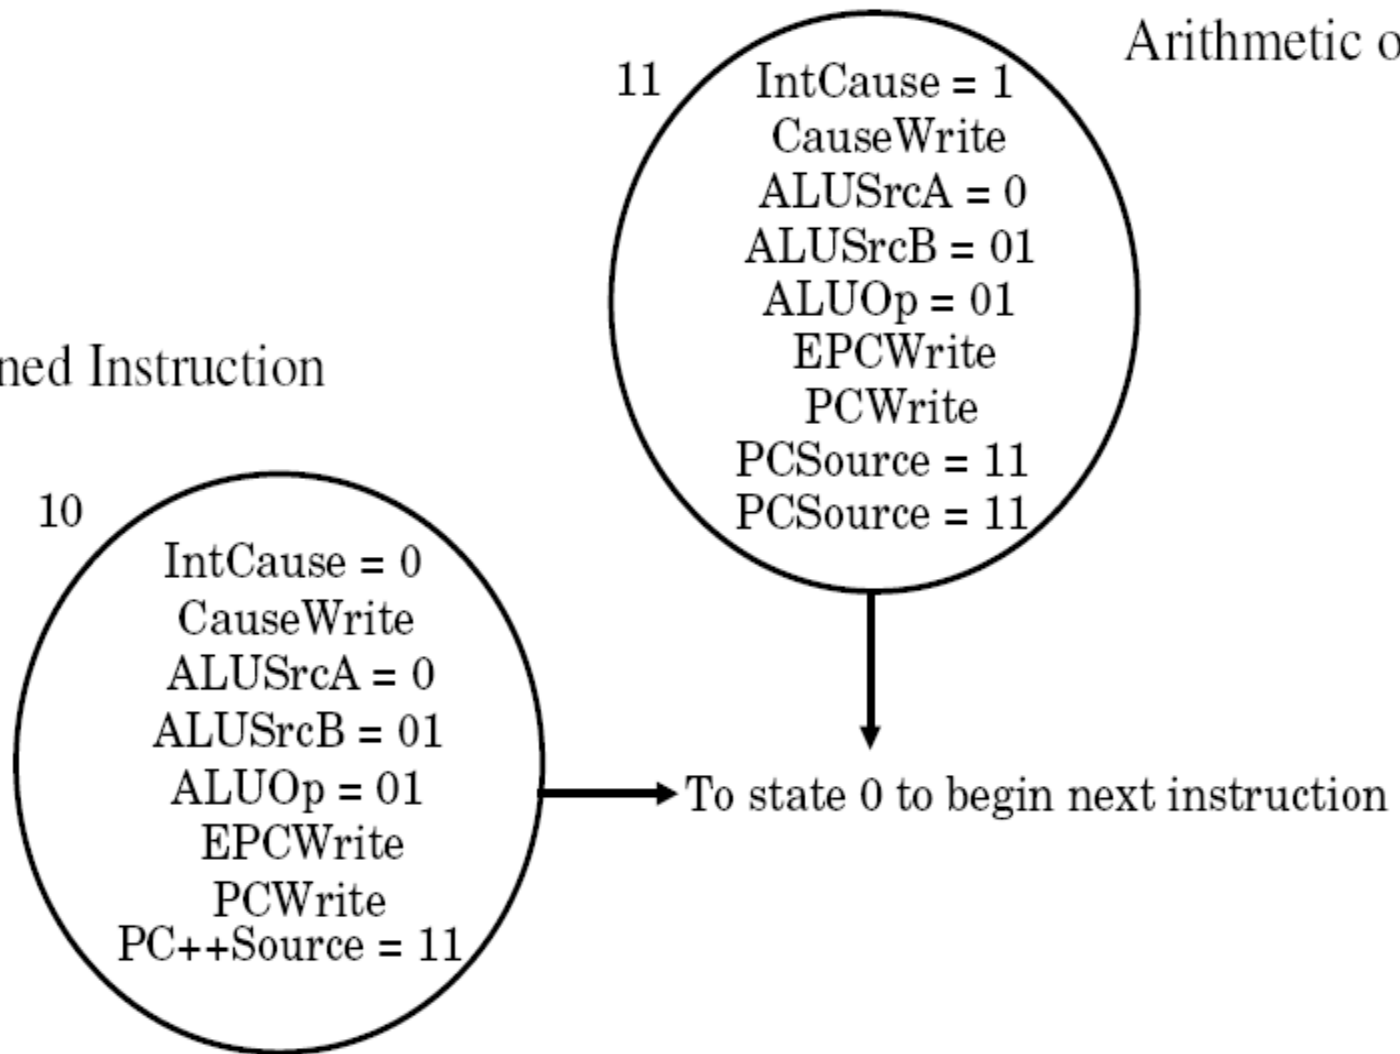 Arithmetic o
11
IntCause = 1
CauseWrite
ALUSrcA = 0
ALUSrcB = 01
ALUOp = 01
EPCWrite
PCWrite
PCSource = 11
PCSource = 11
ned Instruction
10
IntCause = 0
CauseWrite
ALUSrcA = 0
ALUSrcB = 01
ALUOp = 01
EPCWrite
PCWrite
PC++Source = 11
To state 0 to begin next instruction